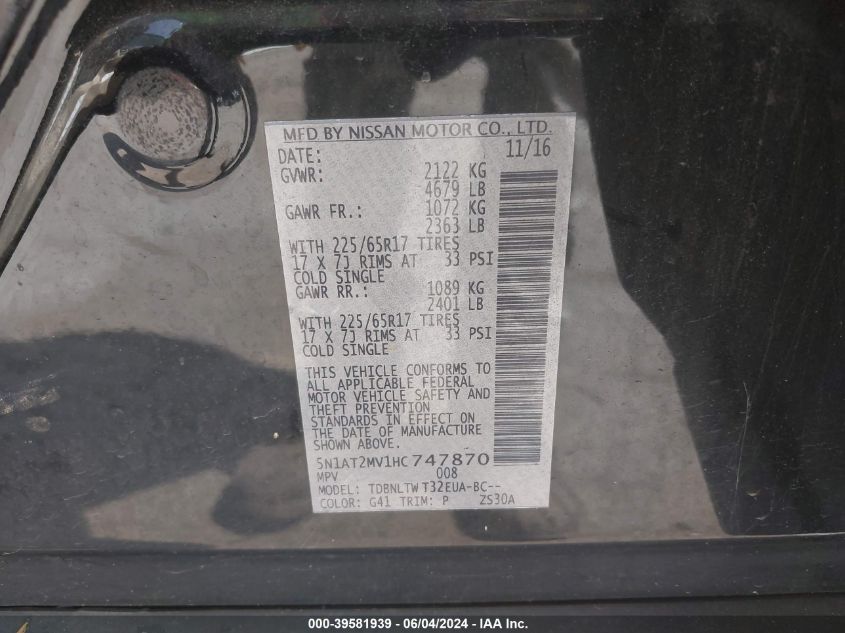 MFD BY NISSAN MOTOR CO., LTD.
DATE: 11/16
GVWR: 2122 KG
4679 LB
GAWR FR.: 1072 KG
2363 LB
WITH 225/65R17 TIRES
17 X 7J RIMS AT 33 PSI
COLD SINGLE
GAWR RR.: 1089 KG
2401 LB
WITH 225/65R17 TIRES
17 X 7J RIMS AT 33 PSI
COLD SINGLE
THIS VEHICLE CONFORMS TO
ALL APPLICABLE FEDERAL
MOTOR VEHICLE SAFETY AND
THEFT PREVENTION
STANDARDS IN EFFECT ON
THE DATE OF MANUFACTURE
SHOWN ABOVE.
5N1AT2MV1HC747870
MPV 008
MODEL: TDBNLTW T32EUA-BC--
COLOR: G41 TRIM: P ZS30A
000-39581939 - 06/04/2024 - IAA Inc.